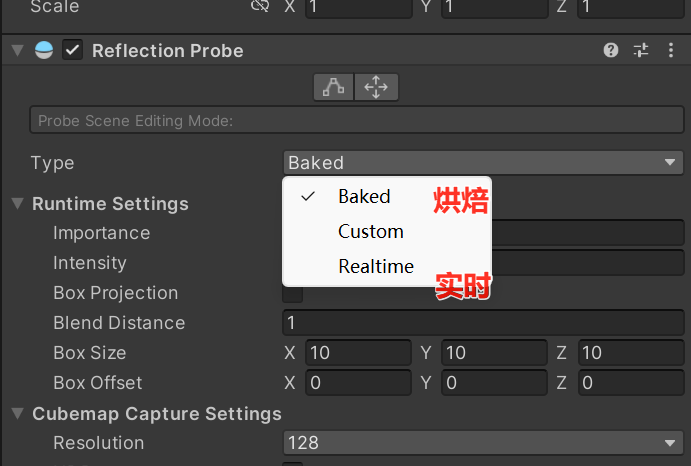 Scale X 1 Y 1 Z 1
Reflection Probe
Probe Scene Editing Mode:
Type Baked
Baked 烘焙
Runtime Settings
Custom
Importance
Intensity
Realtime 实时
Box Projection
Blend Distance 1
Box Size X 10 Y 10 Z 10
Box Offset X 0 Y 0 Z 0
Cubemap Capture Settings
Resolution 128